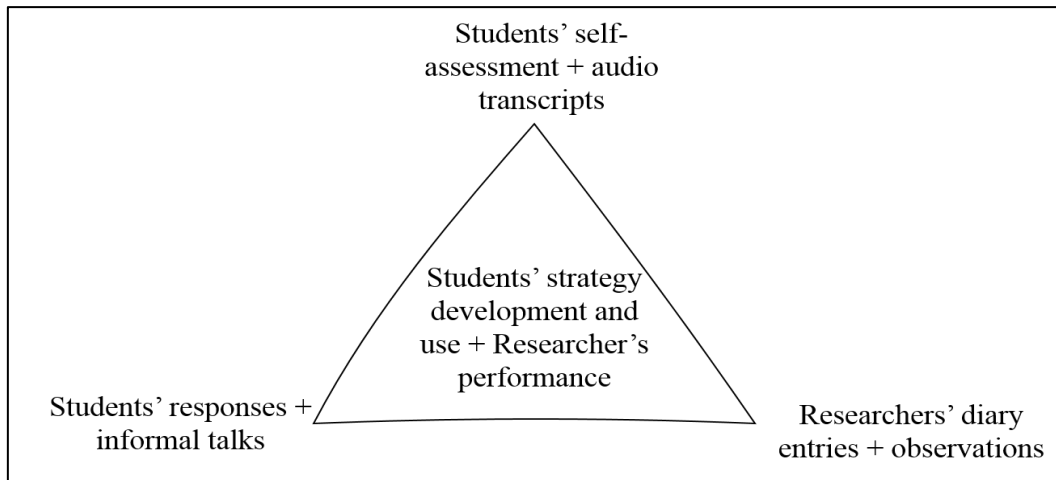 Students’ self-
assessment + audio
transcripts
Students’ strategy
development and
use + Researcher’s
performance
Students’ responses +
informal talks
Researchers’ diary
entries + observations